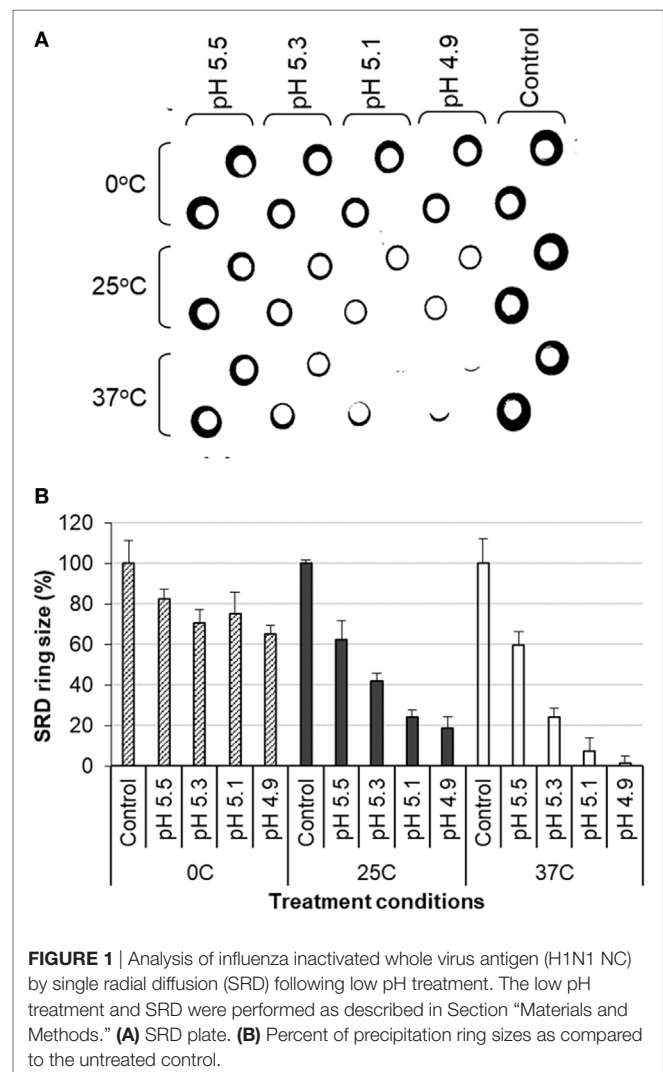 A
pH 5.5 pH 5.3 pH 5.1 pH 4.9 Control
0°C
25°C
37°C
B
120
100
80
60
40
20
0
SRD ring size (%)
Control pH 5.5 pH 5.3 pH 5.1 pH 4.9 Control pH 5.5 pH 5.3 pH 5.1 pH 4.9 Control pH 5.5 pH 5.3 pH 5.1 pH 4.9
0C 25C 37C
Treatment conditions
FIGURE 1 | Analysis of influenza inactivated whole virus antigen (H1N1 NC)
by single radial diffusion (SRD) following low pH treatment. The low pH
treatment and SRD were performed as described in Section “Materials and
Methods.” (A) SRD plate. (B) Percent of precipitation ring sizes as compared
to the untreated control.